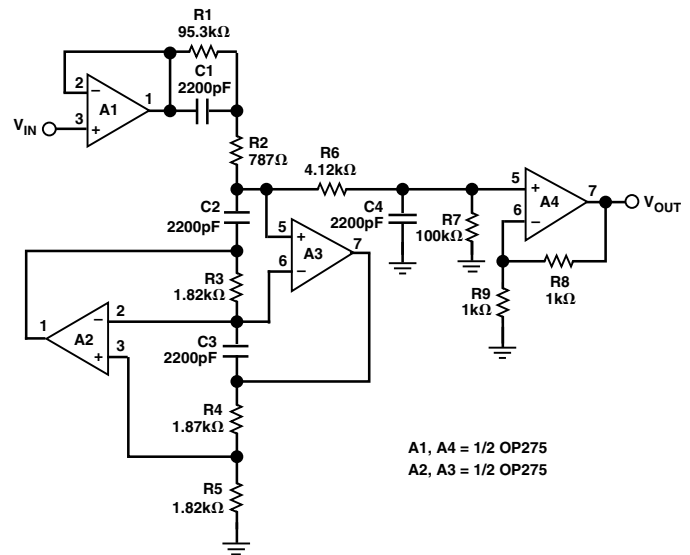 R1
95.3kΩ
C1
2200pF
2
–
A1
1
3
+
VIN
R2
787Ω
R6
4.12kΩ
C2
2200pF
C4
2200pF
R7
100kΩ
5
+
A4
7
6
–
VOUT
5
+
A3
7
6
–
R8
1kΩ
R9
1kΩ
R3
1.82kΩ
1
A2
–
2
+
3
C3
2200pF
R4
1.87kΩ
R5
1.82kΩ
A1, A4 = 1/2 OP275
A2, A3 = 1/2 OP275